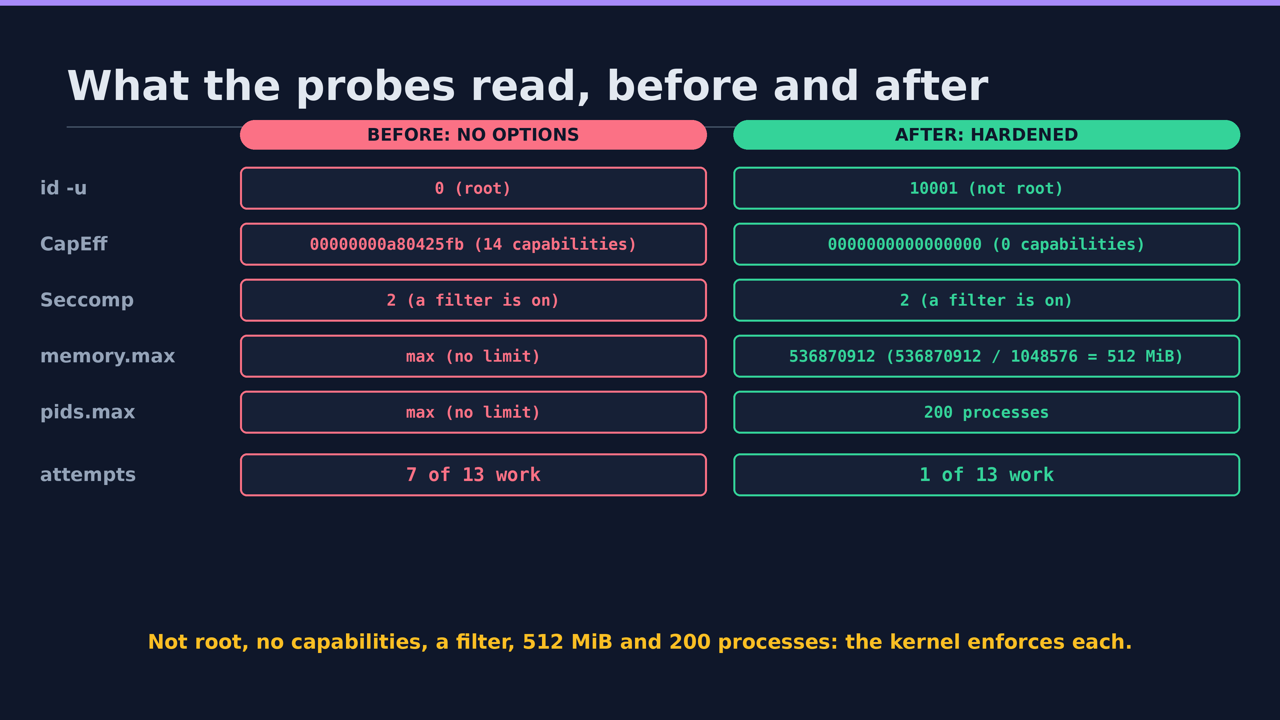 What the probes read, before and after
BEFORE: NO OPTIONS
AFTER: HARDENED
id -u
0 (root)
10001 (not root)
CapEff
00000000a80425fb (14 capabilities)
0000000000000000 (0 capabilities)
Seccomp
2 (a filter is on)
2 (a filter is on)
memory.max
max (no limit)
536870912 (536870912 / 1048576 = 512 MiB)
pids.max
max (no limit)
200 processes
attempts
7 of 13 work
1 of 13 work
Not root, no capabilities, a filter, 512 MiB and 200 processes: the kernel enforces each.